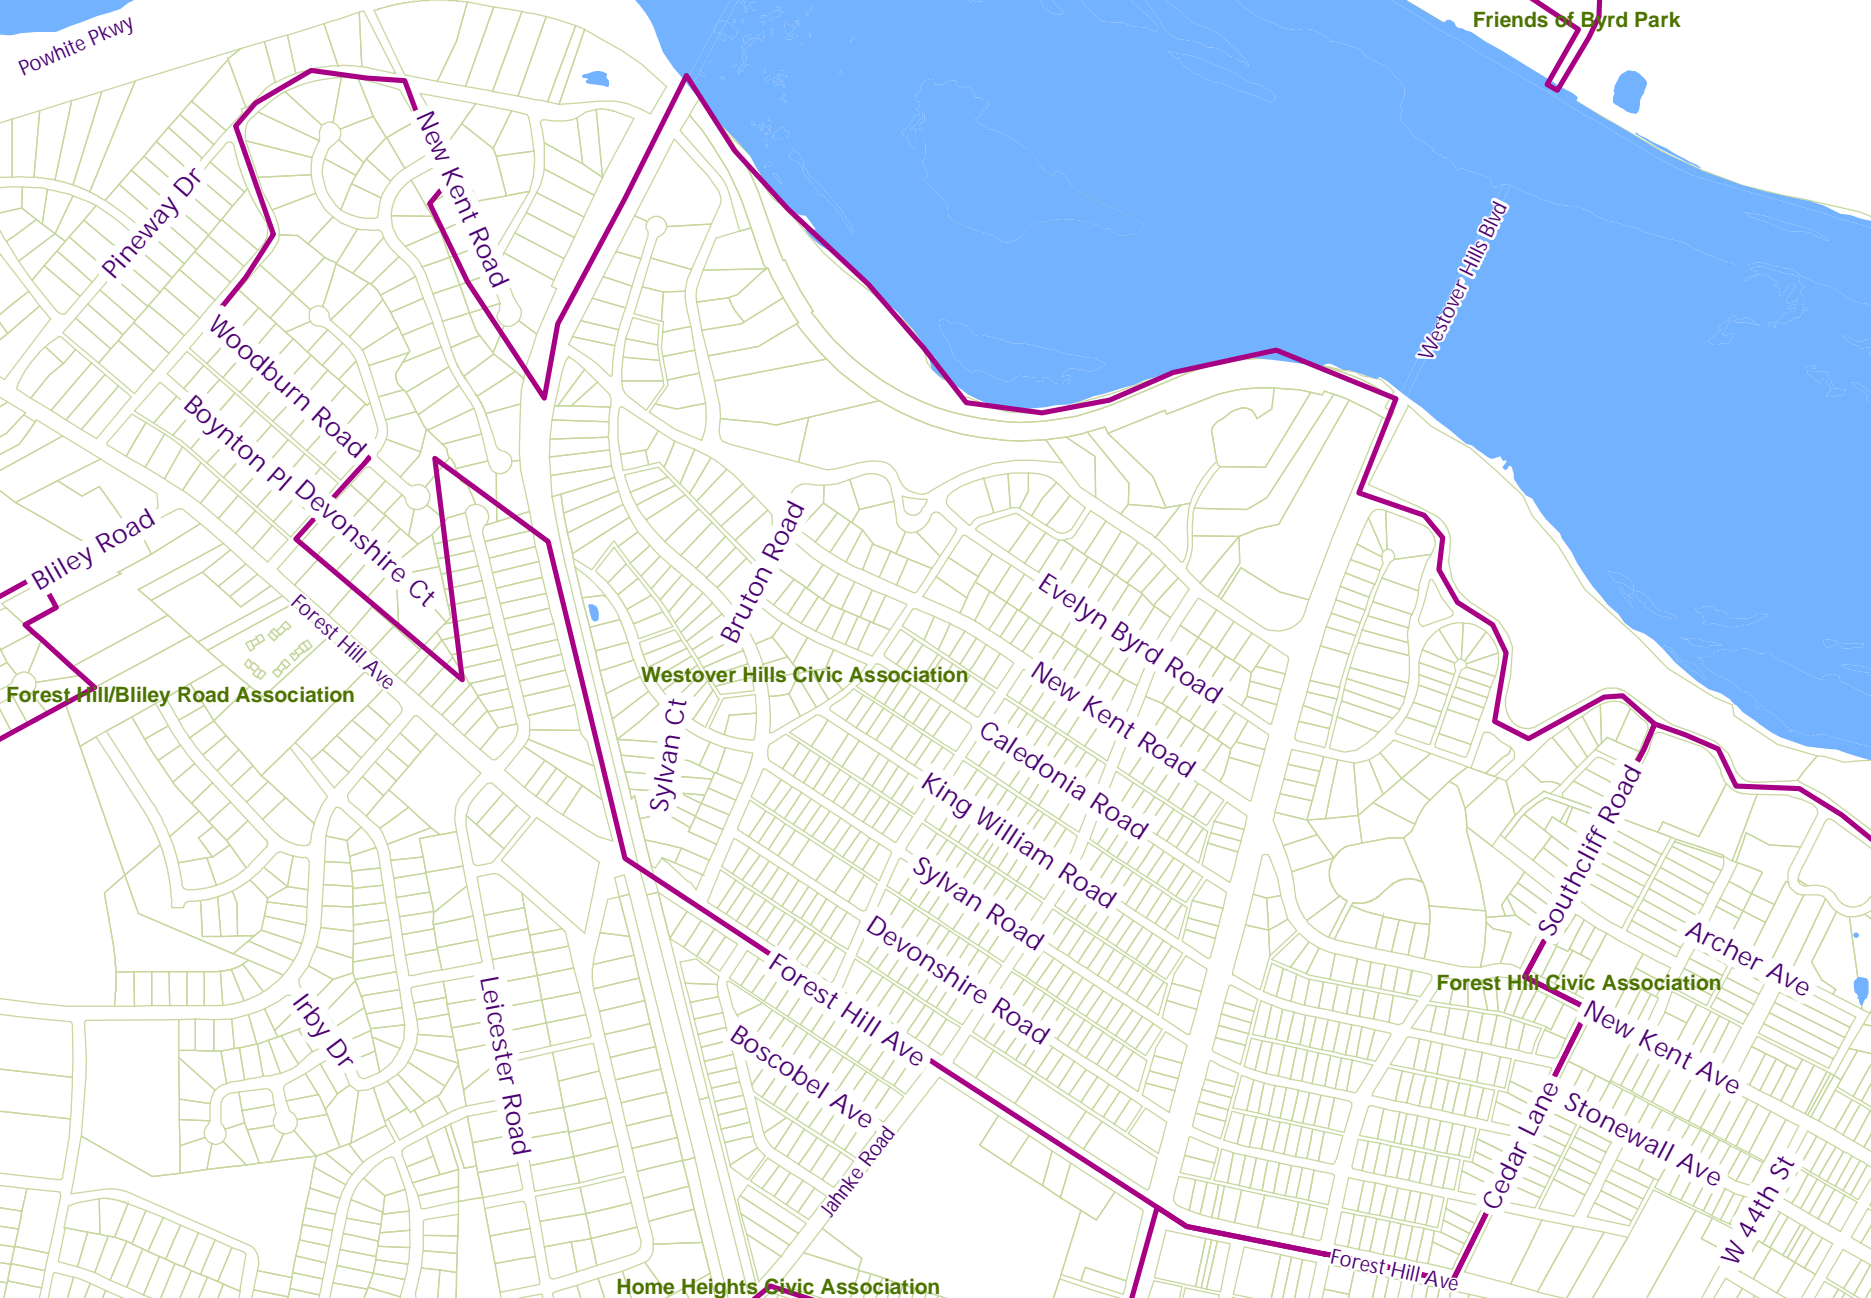 Friends of Byrd Park
Powhite Pkwy
New Kent Road
Pineway Dr
Westover Hills Blvd
Woodburn Road
Boynton Pl
Devonshire Ct
Bliley Road
Bruton Road
Evelyn Byrd Road
Forest Hill Ave
Westover Hills Civic Association
Forest Hill/Bliley Road Association
New Kent Road
Sylvan Ct
Caledonia Road
King William Road
Southcliff Road
Sylvan Road
Devonshire Road
Archer Ave
Forest Hill Ave
Forest Hill Civic Association
Leicester Road
Irby Dr
New Kent Ave
Boscobel Ave
Stonewall Ave
Cedar Lane
Jahnke Road
W 44th St
Forest Hill Ave
Home Heights Civic Association